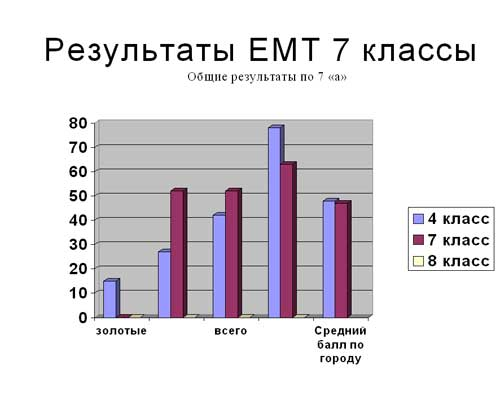 Результаты ЕМТ 7 классы
Общие результаты по 7 «а»
80
70
60
50
40
30
20
10
0
золотые
всего
Средний
балл по
городу
4 класс
7 класс
8 класс